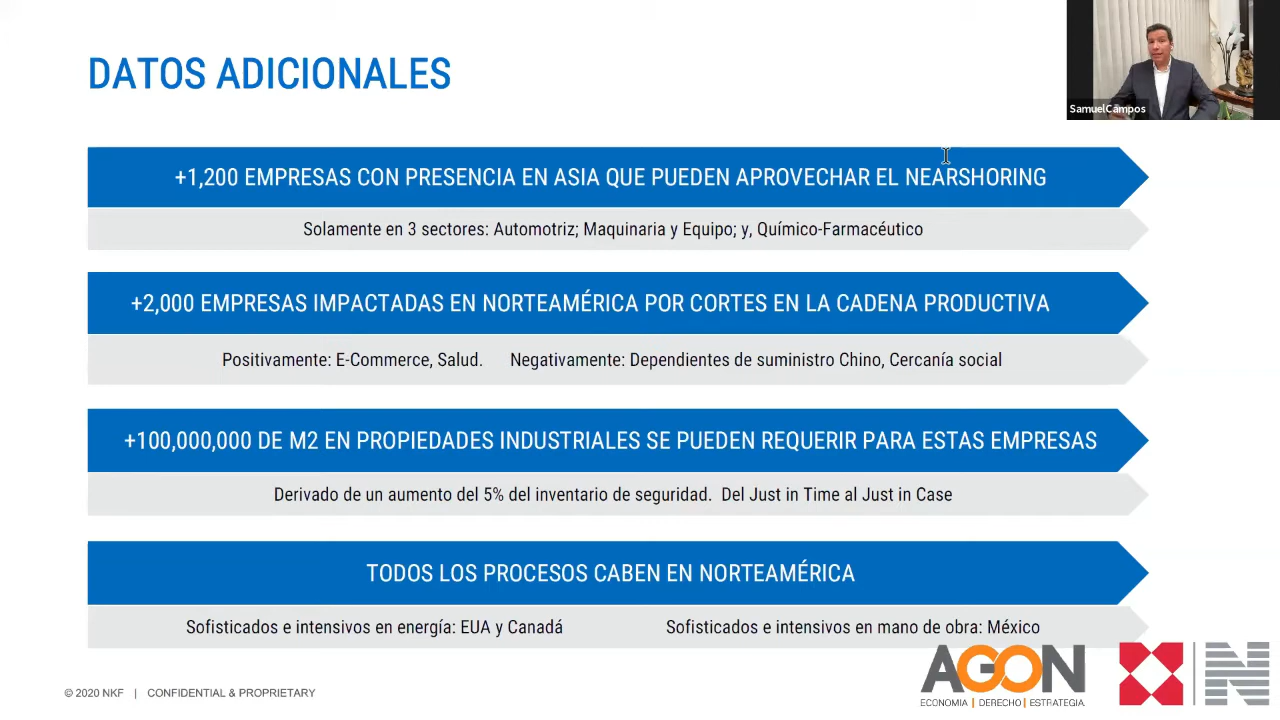 DATOS ADICIONALES
SamuelCampos
+1,200 EMPRESAS CON PRESENCIA EN ASIA QUE PUEDEN APROVECHAR EL NEARSHORING
Solamente en 3 sectores: Automotriz; Maquinaria y Equipo; y, Químico-Farmacéutico
+2,000 EMPRESAS IMPACTADAS EN NORTEAMÉRICA POR CORTES EN LA CADENA PRODUCTIVA
Positivamente: E-Commerce, Salud. Negativamente: Dependientes de suministro Chino, Cercanía social
+100,000,000 DE M2 EN PROPIEDADES INDUSTRIALES SE PUEDEN REQUERIR PARA ESTAS EMPRESAS
Derivado de un aumento del 5% del inventario de seguridad. Del Just in Time al Just in Case
TODOS LOS PROCESOS CABEN EN NORTEAMÉRICA
Sofisticados e intensivos en energía: EUA y Canadá Sofisticados e intensivos en mano de obra: México
© 2020 NKF | CONFIDENTIAL & PROPRIETARY
AGON
ECONOMIA | DERECHO | ESTRATEGIA
N